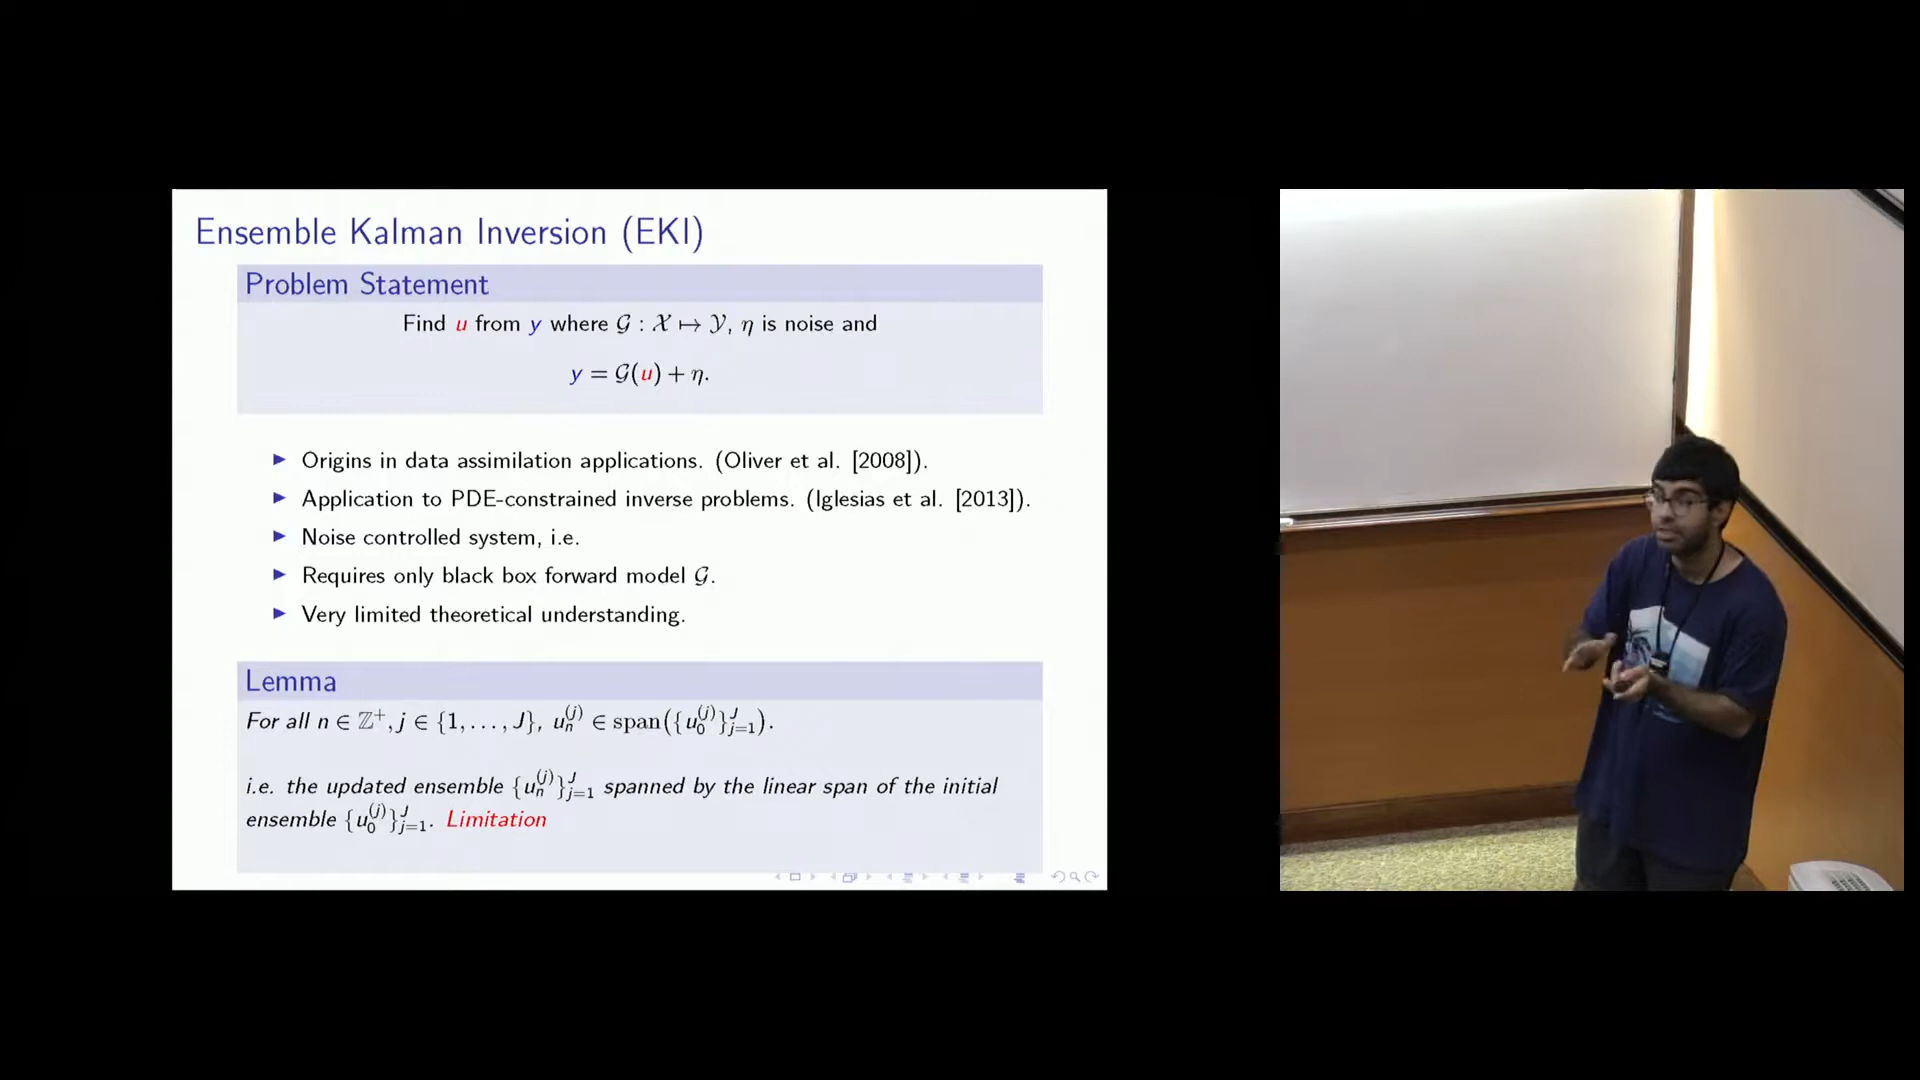 Ensemble Kalman Inversion (EKI)
Problem Statement
Find u from y where 𝒢 : 𝒳 ↦ 𝒴, η is noise and
y = 𝒢(u) + η.
Origins in data assimilation applications. (Oliver et al. [2008]).
Application to PDE-constrained inverse problems. (Iglesias et al. [2013]).
Noise controlled system, i.e.
Requires only black box forward model 𝒢.
Very limited theoretical understanding.
Lemma
For all n ∈ ℤ⁺, j ∈ {1, . . . , J}, u_n^{(j)} ∈ span({u_0^{(j)}}_{j=1}^J).
i.e. the updated ensemble {u_n^{(j)}}_{j=1}^J spanned by the linear span of the initial
ensemble {u_0^{(j)}}_{j=1}^J. Limitation